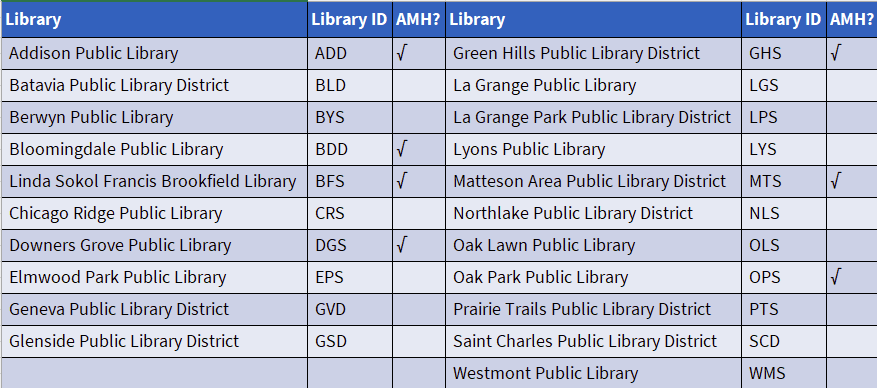 Library Library ID AMH? Library Library ID AMH?
Addison Public Library ADD √ Green Hills Public Library District GHS √
Batavia Public Library District BLD La Grange Public Library LGS
Berwyn Public Library BYS La Grange Park Public Library District LPS
Bloomingdale Public Library BDD √ Lyons Public Library LYS
Linda Sokol Francis Brookfield Library BFS √ Matteson Area Public Library District MTS √
Chicago Ridge Public Library CRS Northlake Public Library District NLS
Downers Grove Public Library DGS √ Oak Lawn Public Library OLS
Elmwood Park Public Library EPS Oak Park Public Library OPS √
Geneva Public Library District GVD Prairie Trails Public Library District PTS
Glenside Public Library District GSD Saint Charles Public Library District SCD
Westmont Public Library WMS